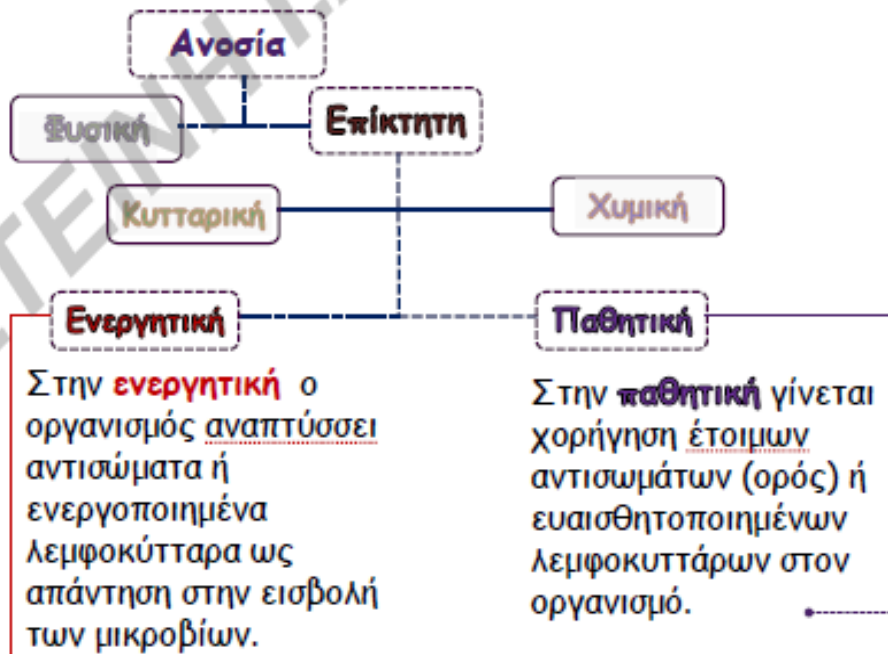 Ανοσία
Φυσική
Επίκτητη
Κυτταρική
Χυμική
Ενεργητική
Παθητική
Στην ενεργητική ο
οργανισμός αναπτύσσει
αντισώματα ή
ενεργοποιημένα
λεμφοκύτταρα ως
απάντηση στην εισβολή
των μικροβίων.
Στην παθητική γίνεται
χορήγηση έτοιμων
αντισωμάτων (ορός) ή
ευαισθητοποιημένων
λεμφοκυττάρων στον
οργανισμό.